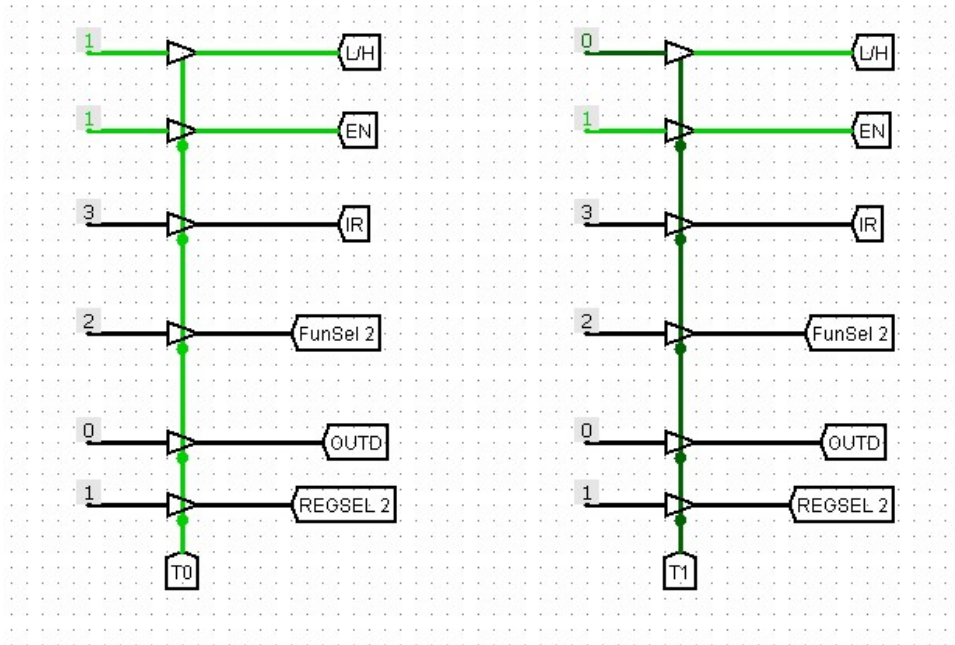 1 L/H 0 L/H
1 EN 1 EN
3 IR 3 IR
2 FunSel 2 2 FunSel 2
0 OUTD 0 OUTD
1 REGSEL 2 1 REGSEL 2
T0 T1